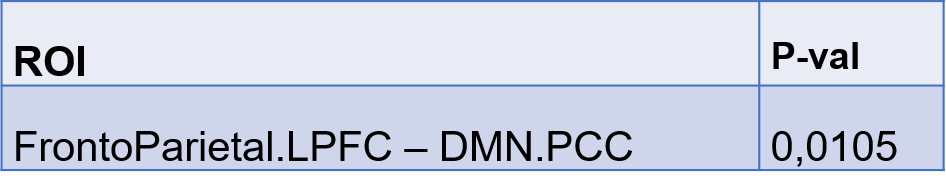 ROI P-val
FrontoParietal.LPFC – DMN.PCC 0,0105